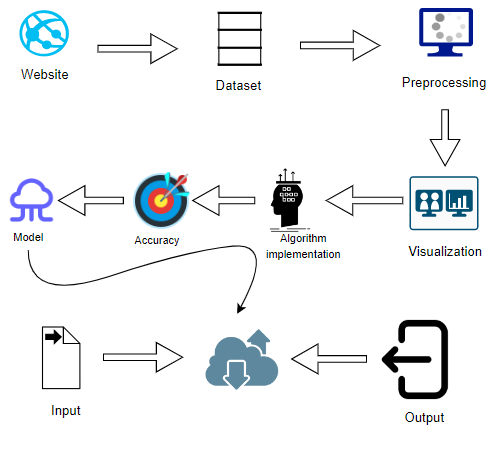 Website
Dataset
Preprocessing
Model
Accuracy
Algorithm
implementation
Visualization
Input
Output